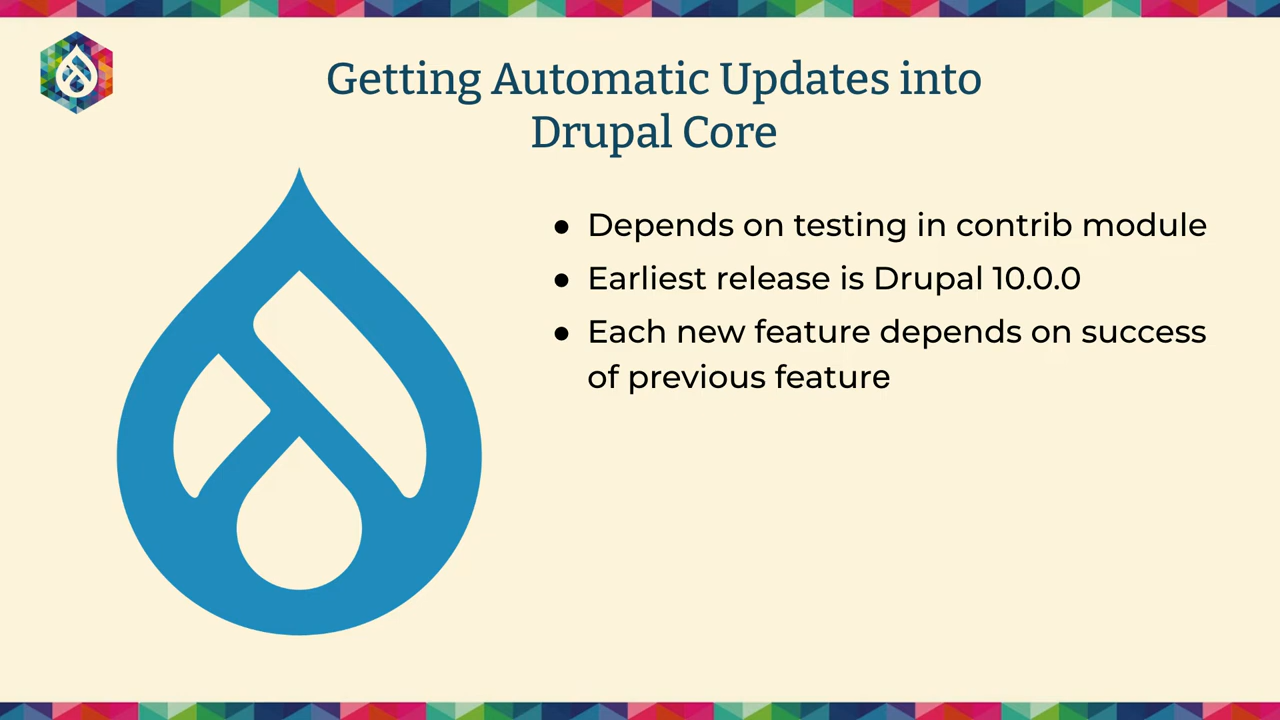 Getting Automatic Updates into
Drupal Core
● Depends on testing in contrib module
● Earliest release is Drupal 10.0.0
● Each new feature depends on success
of previous feature